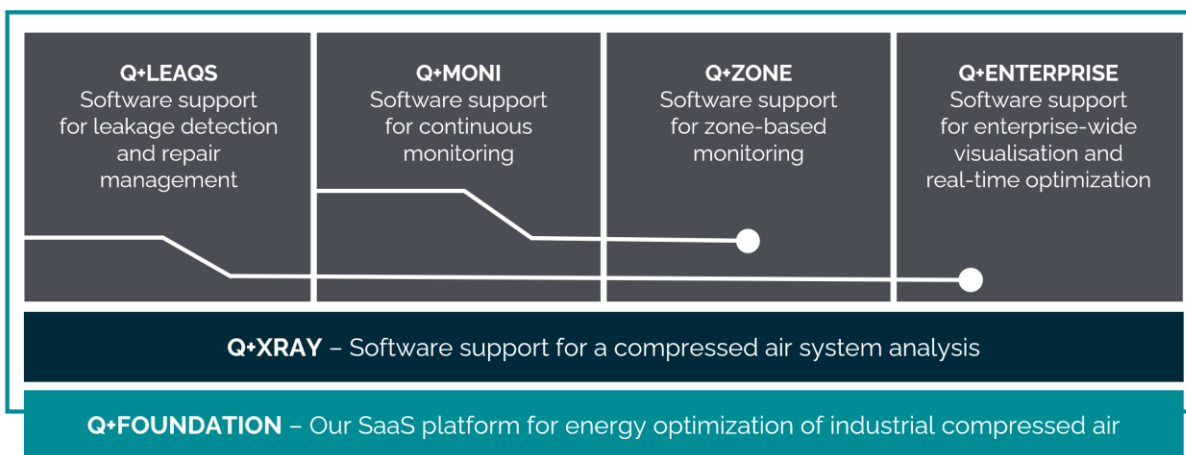 Q+LEAQS
Software support
for leakage detection
and repair
management
Q+MONI
Software support
for continuous
monitoring
Q+ZONE
Software support
for zone-based
monitoring
Q+ENTERPRISE
Software support
for enterprise-wide
visualisation and
real-time optimization
Q+XRAY – Software support for a compressed air system analysis
Q+FOUNDATION – Our SaaS platform for energy optimization of industrial compressed air